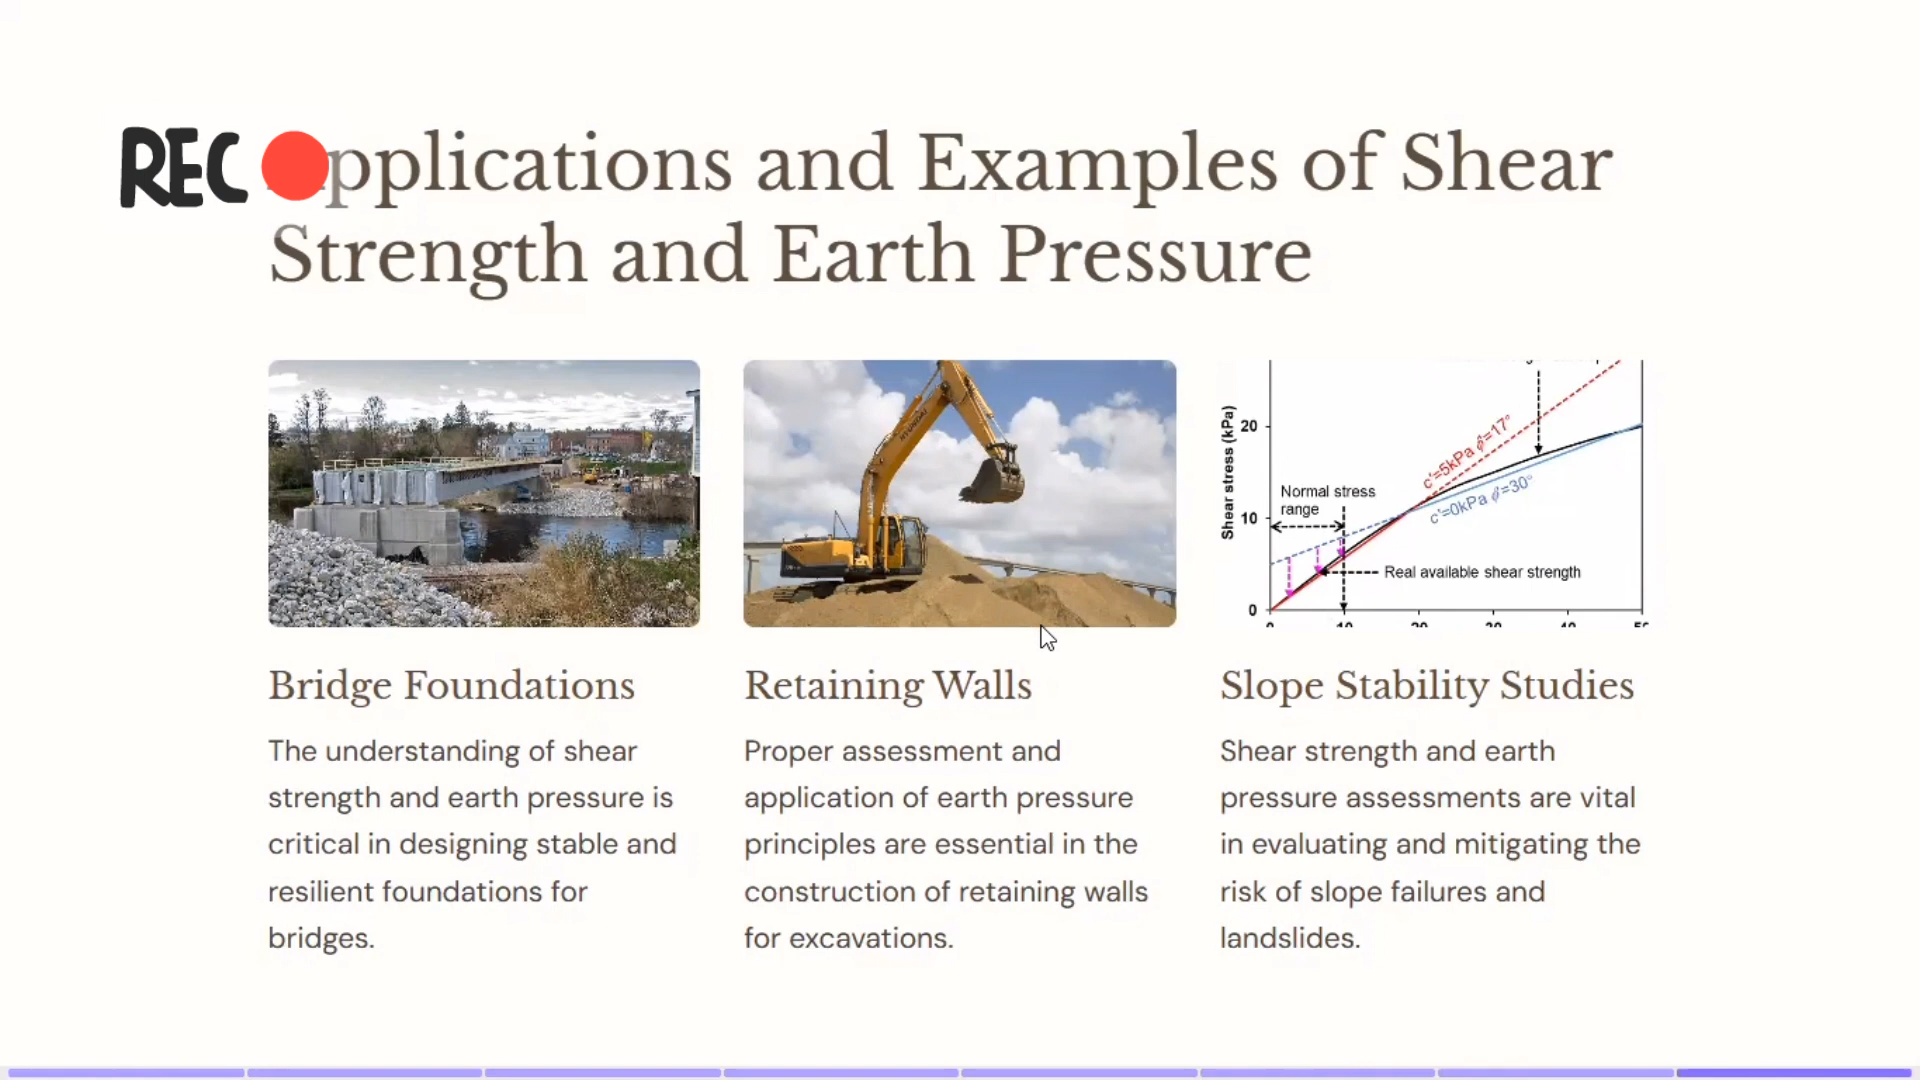 REC
pplications and Examples of Shear
Strength and Earth Pressure
HYUNDAI
Shear stress (kPa)
20
10
0
c'=5kPa ϕ'=17°
c'=0kPa ϕ'=30°
Normal stress
range
Real available shear strength
Bridge Foundations
The understanding of shear
strength and earth pressure is
critical in designing stable and
resilient foundations for
bridges.
Retaining Walls
Proper assessment and
application of earth pressure
principles are essential in the
construction of retaining walls
for excavations.
Slope Stability Studies
Shear strength and earth
pressure assessments are vital
in evaluating and mitigating the
risk of slope failures and
landslides.